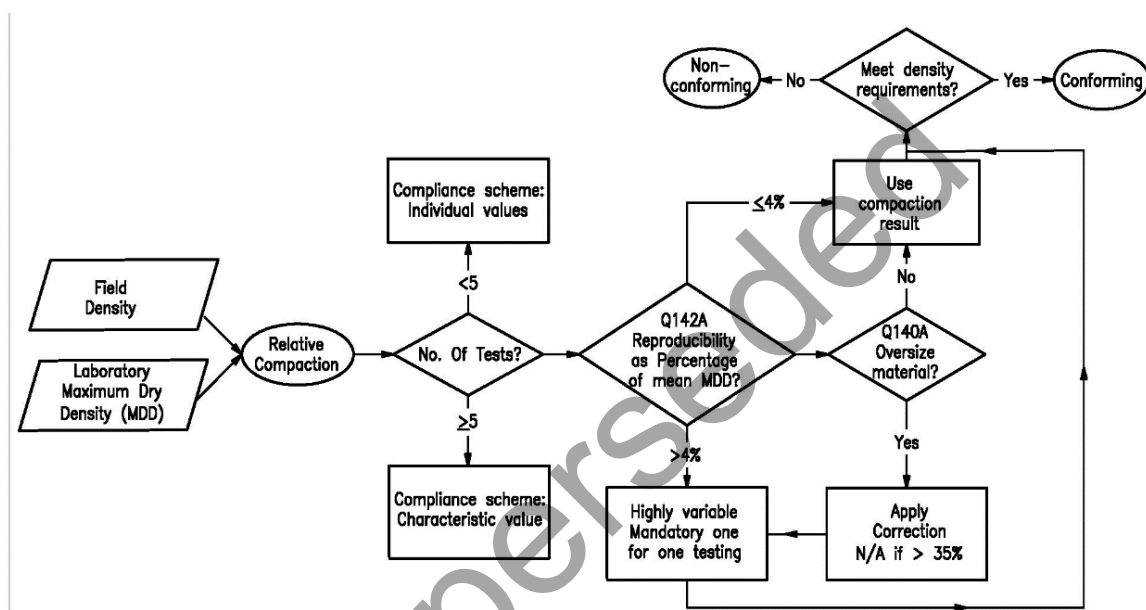 Field
Density
Laboratory
Maximum Dry
Density (MDD)
Relative
Compaction
No. Of Tests?
<5
Compliance scheme:
Individual values
≥5
Compliance scheme:
Characteristic value
Q142A
Reproducibility
as Percentage
of mean MDD?
≤4%
>4%
Highly variable
Mandatory one
for one testing
Q140A
Oversize
material?
No
Yes
Apply
Correction
N/A if > 35%
Use
compaction
result
Meet density
requirements?
No
Non-
conforming
Yes
Conforming
perseded